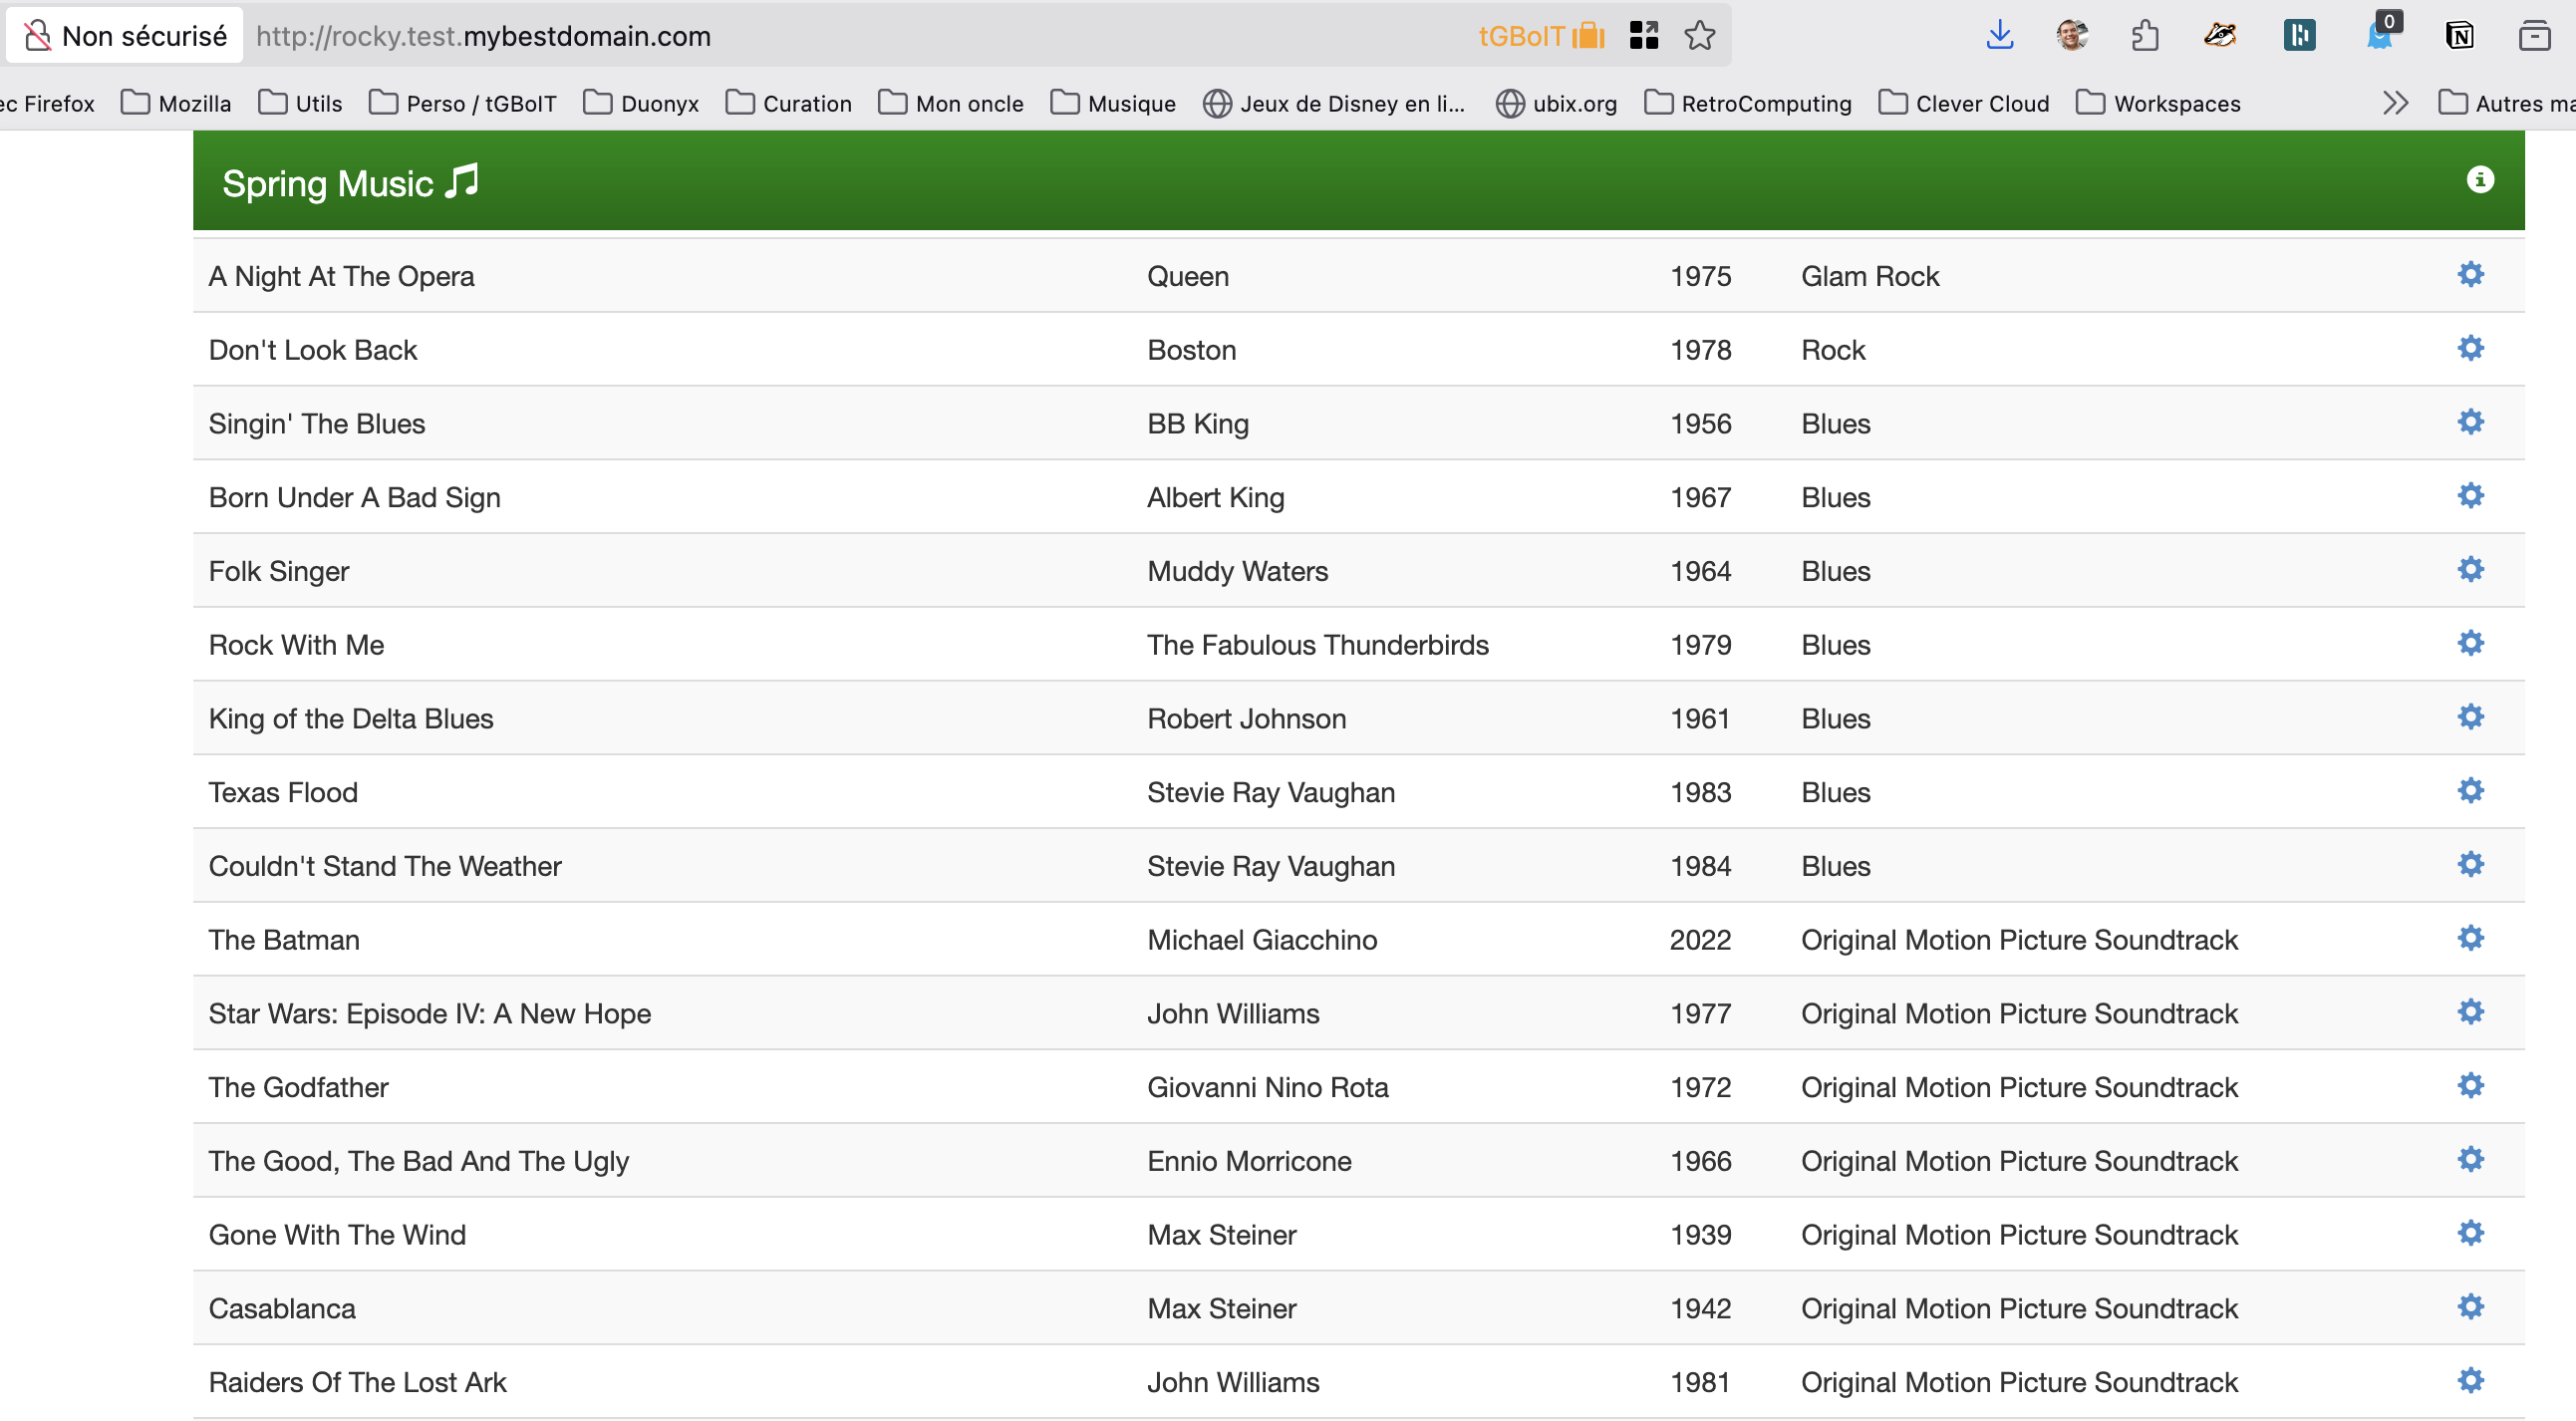 Non sécurisé http://rocky.test.mybestdomain.com tGBoIT 0
ec Firefox Mozilla Utils Perso / tGBoIT Duonyx Curation Mon oncle Musique Jeux de Disney en li... ubix.org RetroComputing Clever Cloud Workspaces Autres ma
Spring Music
A Night At The Opera Queen 1975 Glam Rock
Don't Look Back Boston 1978 Rock
Singin' The Blues BB King 1956 Blues
Born Under A Bad Sign Albert King 1967 Blues
Folk Singer Muddy Waters 1964 Blues
Rock With Me The Fabulous Thunderbirds 1979 Blues
King of the Delta Blues Robert Johnson 1961 Blues
Texas Flood Stevie Ray Vaughan 1983 Blues
Couldn't Stand The Weather Stevie Ray Vaughan 1984 Blues
The Batman Michael Giacchino 2022 Original Motion Picture Soundtrack
Star Wars: Episode IV: A New Hope John Williams 1977 Original Motion Picture Soundtrack
The Godfather Giovanni Nino Rota 1972 Original Motion Picture Soundtrack
The Good, The Bad And The Ugly Ennio Morricone 1966 Original Motion Picture Soundtrack
Gone With The Wind Max Steiner 1939 Original Motion Picture Soundtrack
Casablanca Max Steiner 1942 Original Motion Picture Soundtrack
Raiders Of The Lost Ark John Williams 1981 Original Motion Picture Soundtrack